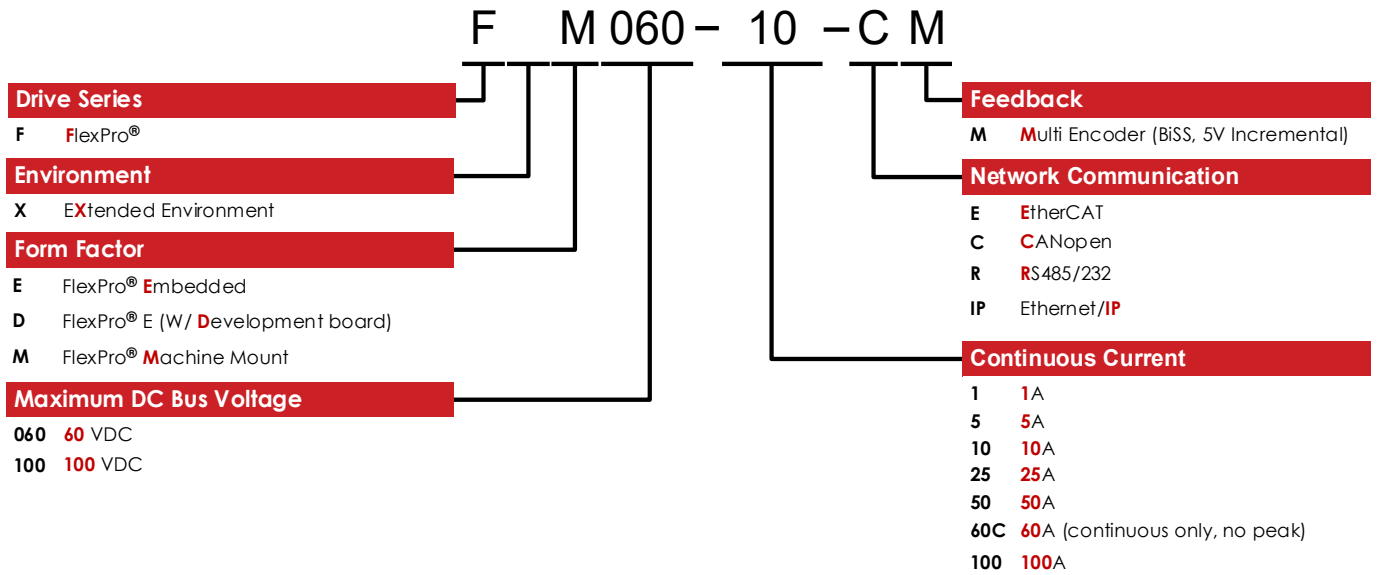 F M 060 – 10 – C M
Drive Series
F FlexPro®
Environment
X EXtended Environment
Form Factor
E FlexPro® Embedded
D FlexPro® E (W/ Development board)
M FlexPro® Machine Mount
Maximum DC Bus Voltage
060 60 VDC
100 100 VDC
Feedback
M Multi Encoder (BiSS, 5V Incremental)
Network Communication
E EtherCAT
C CANopen
R RS485/232
IP Ethernet/IP
Continuous Current
1 1A
5 5A
10 10A
25 25A
50 50A
60C 60A (continuous only, no peak)
100 100A